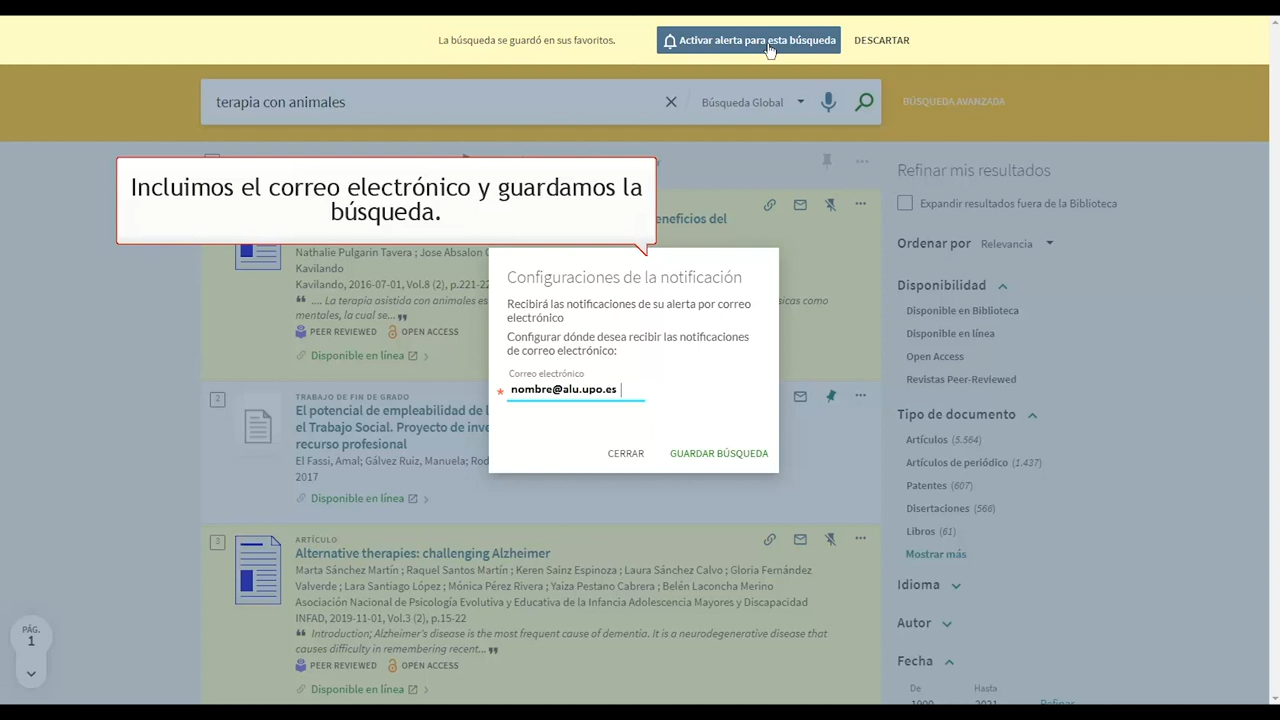 La búsqueda se guardó en sus favoritos.
Activar alerta para esta búsqueda
DESCARTAR
terapia con animales
Búsqueda Global
BÚSQUEDA AVANZADA
Incluimos el correo electrónico y guardamos la
búsqueda.
eneficios del
Nathalie Pulgarin Tavera ; Jose Absalon
Kavilando
Kavilando, 2016-07-01, Vol.8 (2), p.221-22
.... La terapia asistida con animales es
sicas como
mentales, la cual se...
PEER REVIEWED
OPEN ACCESS
Disponible en línea
Configuraciones de la notificación
Recibirá las notificaciones de su alerta por correo
electrónico
Configurar dónde desea recibir las notificaciones
de correo electrónico:
Correo electrónico
* nombre@alu.upo.es
CERRAR
GUARDAR BÚSQUEDA
2
TRABAJO DE FIN DE GRADO
El potencial de empleabilidad de l
el Trabajo Social. Proyecto de inve
recurso profesional
El Fassi, Amal; Gálvez Ruiz, Manuela; Rod
2017
Disponible en línea
3
ARTÍCULO
Alternative therapies: challenging Alzheimer
Marta Sánchez Martín ; Raquel Santos Martín ; Keren Sainz Espinoza ; Laura Sánchez Calvo ; Gloria Fernández
Valverde ; Lara Santiago López ; Mónica Pérez Rivera ; Yaiza Pestano Cabrera ; Belén Laconcha Merino
Asociación Nacional de Psicología Evolutiva y Educativa de la Infancia Adolescencia Mayores y Discapacidad
INFAD, 2019-11-01, Vol.3 (2), p.15-22
Introduction; Alzheimer's disease is the most frequent cause of dementia. It is a neurodegenerative disease that
causes difficulty in remembering recent...
PEER REVIEWED
OPEN ACCESS
Disponible en línea
PÁG.
1
Refinar mis resultados
Expandir resultados fuera de la Biblioteca
Ordenar por Relevancia
Disponibilidad
Disponible en Biblioteca
Disponible en línea
Open Access
Revistas Peer-Reviewed
Tipo de documento
Artículos (5.564)
Artículos de periódico (1.437)
Patentes (607)
Disertaciones (566)
Libros (61)
Mostrar más
Idioma
Autor
Fecha
De
Hasta
1900
2021
Refinar